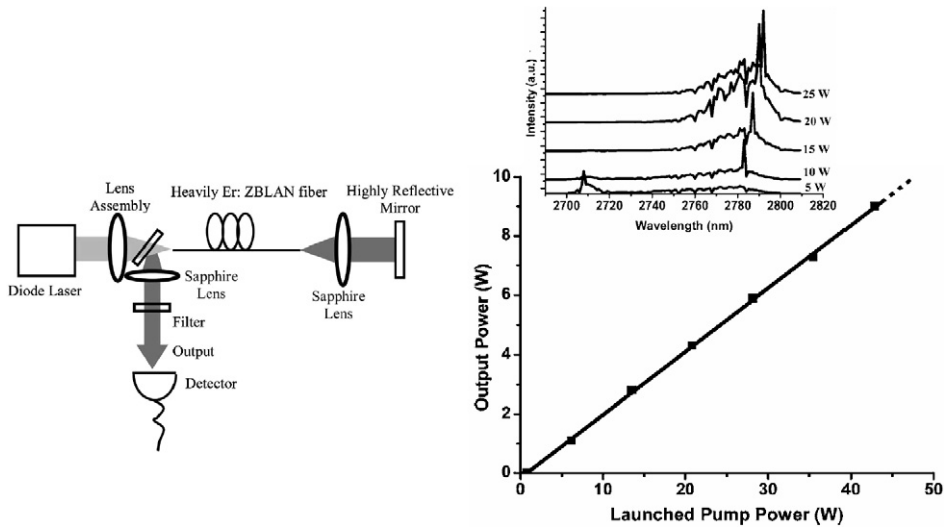 Lens
Assembly
Heavily Er: ZBLAN fiber
Highly Reflective
Mirror
Diode Laser
Sapphire
Lens
Sapphire
Lens
Filter
Output
Detector
Intensity (a.u.)
25 W
20 W
15 W
10 W
5 W
2700 2720 2740 2760 2780 2800 2820
Wavelength (nm)
Output Power (W)
10
8
6
4
2
0
0 10 20 30 40 50
Launched Pump Power (W)